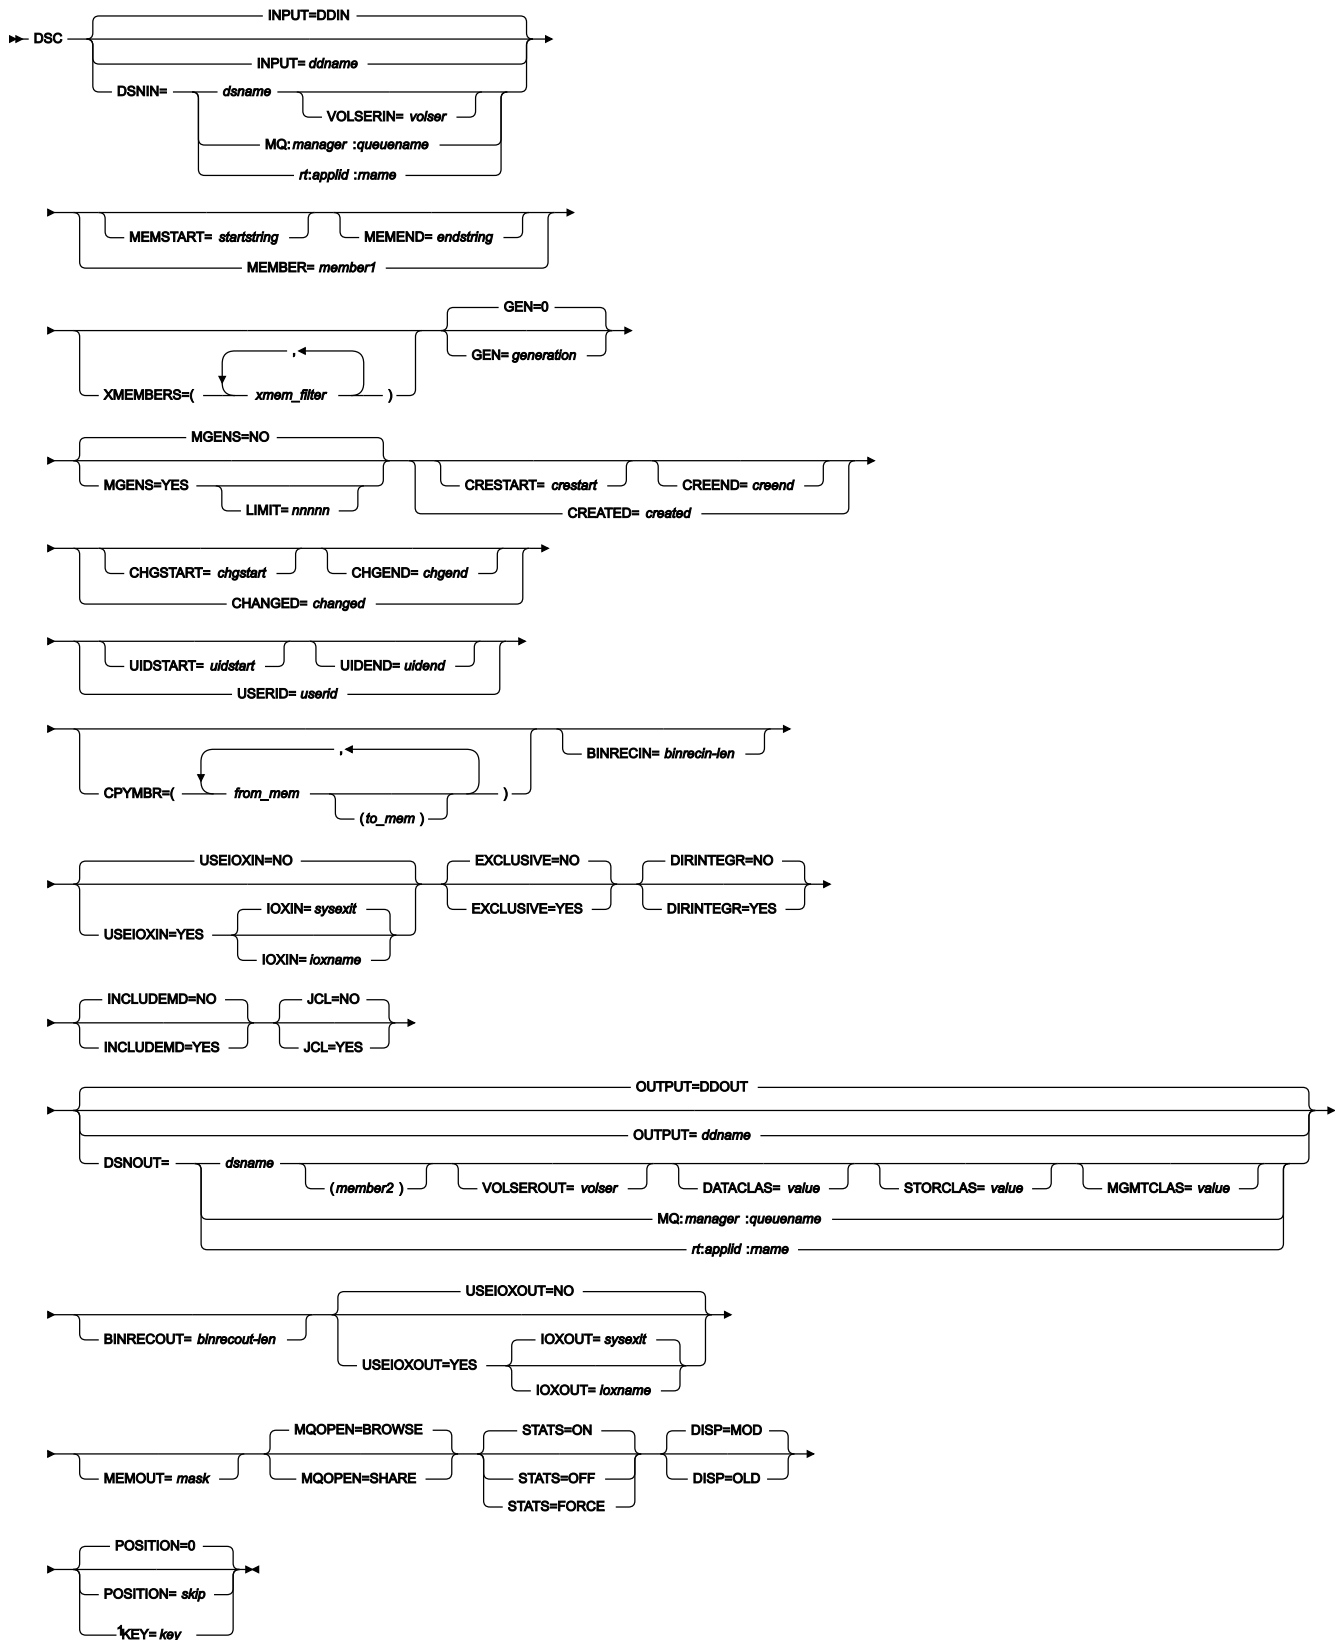 INPUT=DDIN
DSC
INPUT= ddname
DSNIN= dsname
VOLSERIN= volser
MQ:manager :queuename
rt:applid :rname
MEMSTART= startstring MEMEND= endstring
MEMBER= member1
GEN=0
GEN= generation
,
XMEMBERS=( xmem_filter )
MGENS=NO
MGENS=YES CRESTART= crestart CREEND= creend
LIMIT= nnnnn CREATED= created
CHGSTART= chgstart CHGEND= chgend
CHANGED= changed
UIDSTART= uidstart UIDEND= uidend
USERID= userid
, BINRECIN= binrecin-len
CPYMBR=( from_mem )
(to_mem )
USEIOXIN=NO EXCLUSIVE=NO DIRINTEGR=NO
IOXIN= sysexit EXCLUSIVE=YES DIRINTEGR=YES
USEIOXIN=YES
IOXIN= ioxname
INCLUDEMD=NO JCL=NO
INCLUDEMD=YES JCL=YES
OUTPUT=DDOUT
OUTPUT= ddname
DSNOUT= dsname
(member2 ) VOLSEROUT= volser DATACLAS= value STORCLAS= value MGMTCLAS= value
MQ:manager :queuename
rt:applid :rname
USEIOXOUT=NO
BINRECOUT= binrecout-len IOXOUT= sysexit
USEIOXOUT=YES
IOXOUT= ioxname
MQOPEN=BROWSE STATS=ON DISP=MOD
MEMOUT= mask MQOPEN=SHARE STATS=OFF DISP=OLD
STATS=FORCE
POSITION=0
POSITION= skip
1KEY= key